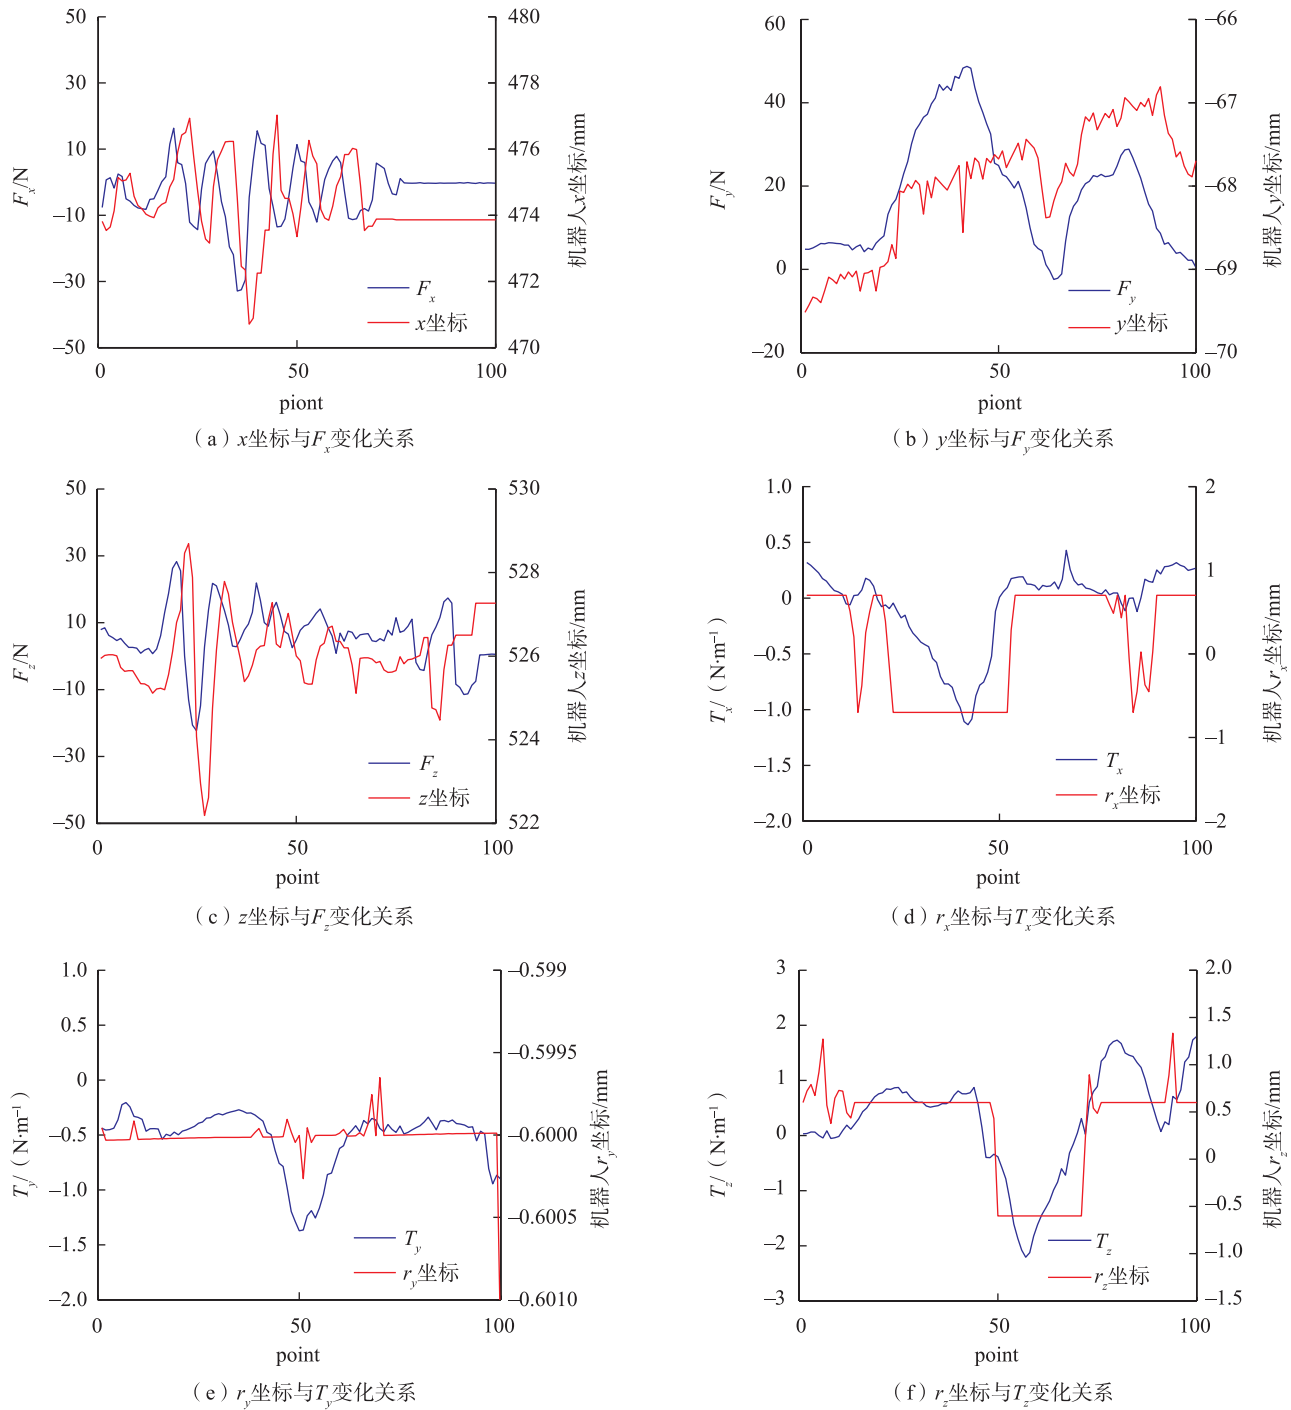 50
30
10
–10
–30
–50
F_x/N
480
478
476
474
472
470
机器人x坐标/mm
F_x
x坐标
0
50
100
piont
（a）x坐标与F_x变化关系
60
40
20
0
–20
F_y/N
–66
–67
–68
–69
–70
机器人y坐标/mm
F_y
y坐标
0
50
100
piont
（b）y坐标与F_y变化关系
50
30
10
–10
–30
–50
F_z/N
530
528
526
524
522
机器人z坐标/mm
F_z
z坐标
0
50
100
point
（c）z坐标与F_z变化关系
1.0
0.5
0
–0.5
–1.0
–1.5
–2.0
T_x/（N·m⁻¹）
2
1
0
–1
–2
机器人r_x坐标/mm
T_x
r_x坐标
0
50
100
point
（d）r_x坐标与T_x变化关系
1.0
0.5
0
–0.5
–1.0
–1.5
–2.0
T_y/（N·m⁻¹）
–0.599
–0.5995
–0.6000
–0.6005
–0.6010
机器人r_y坐标/mm
T_y
r_y坐标
0
50
100
point
（e）r_y坐标与T_y变化关系
3
2
1
0
–1
–2
–3
T_z/（N·m⁻¹）
2.0
1.5
1.0
0.5
0
–0.5
–1.0
–1.5
机器人r_z坐标/mm
T_z
r_z坐标
0
50
100
point
（f）r_z坐标与T_z变化关系